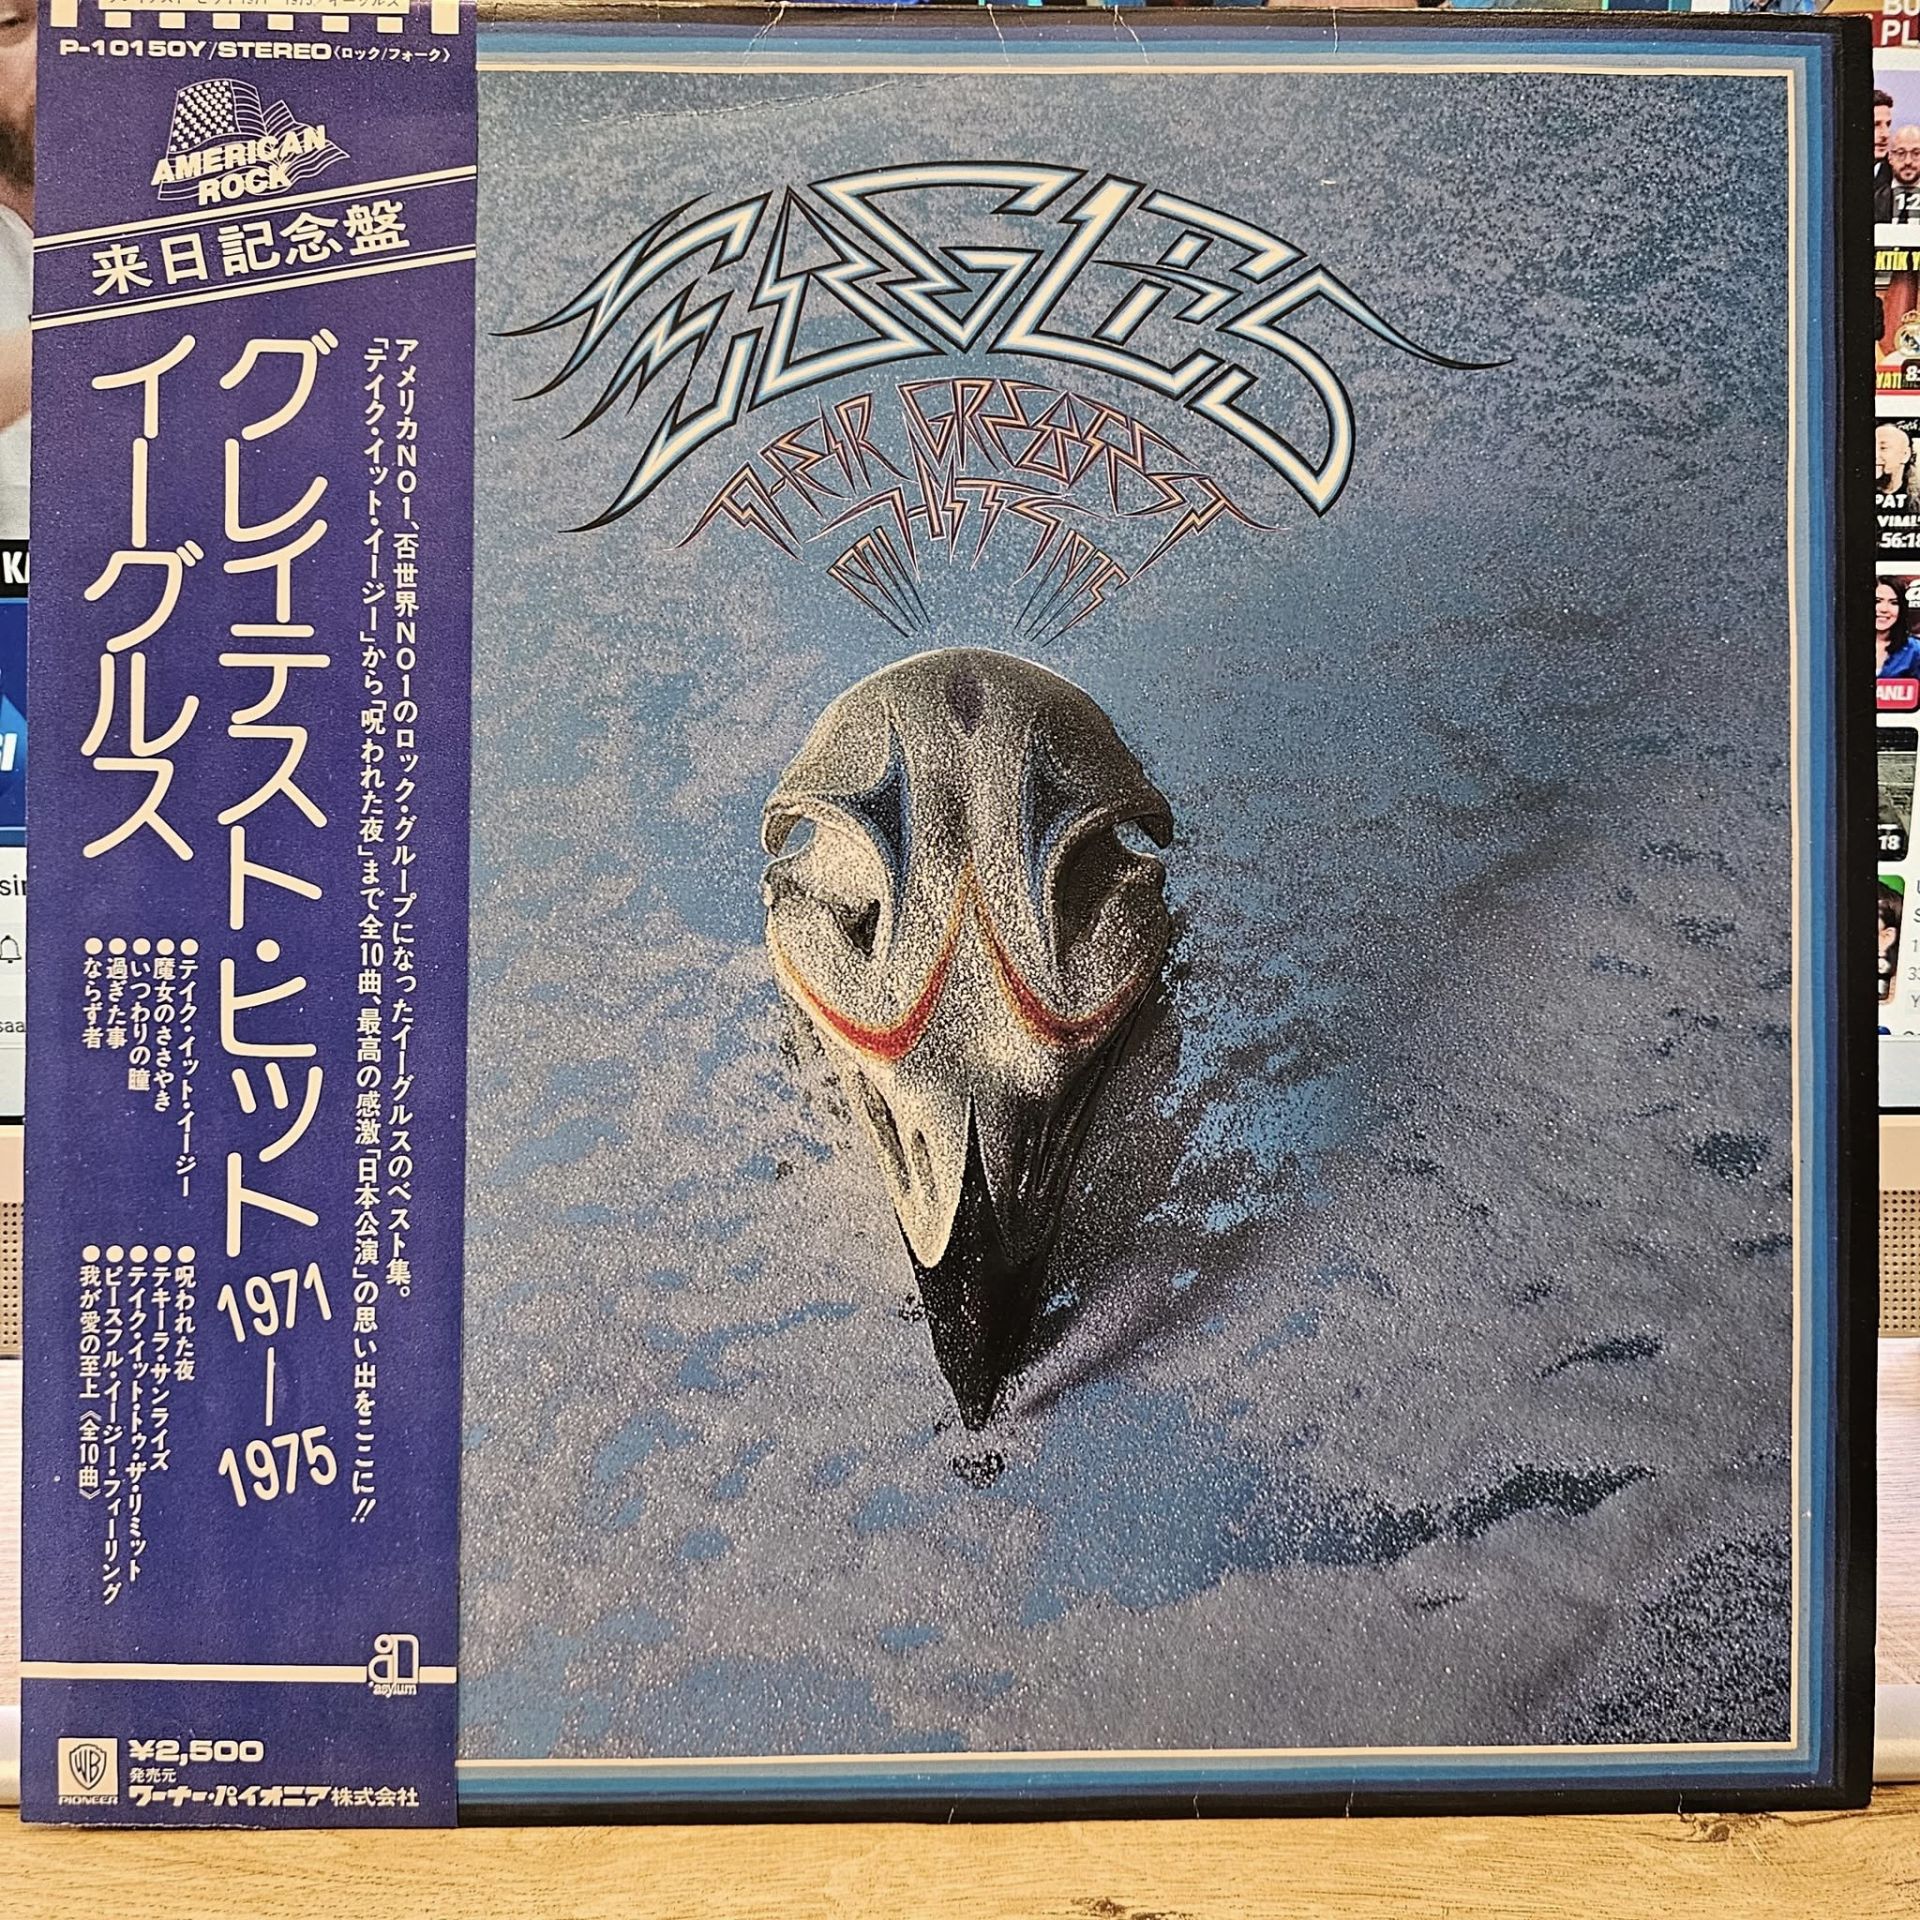 P-10150Y/STEREO〈ロック/フォーク〉
AMERICAN
ROCK
来日記念盤
アメリカNO1、否世界NO1のロック・グループになったイーグルスのベスト集。
「テイク・イット・イージー」から「呪われた夜」まで全10曲、最高の感激「日本公演」の思い出をここに!!
グレイテスト・ヒット 1971—1975
イーグルス
●テイク・イット・イージー
●魔女のささやき
●いつわりの瞳
●過ぎた事
●ならず者
●呪われた夜
●テキーラ・サンライズ
●テイク・イット・トゥ・ザ・リミット
●ピースフル・イージー・フィーリング
●我が愛の至上《全10曲》
asylum
WB
PIONEER
¥2,500
発売元
ワーナー・パイオニア株式会社
EAGLES
THEIR GREATEST
HITS
1971 1975
56:18
ANLI
18